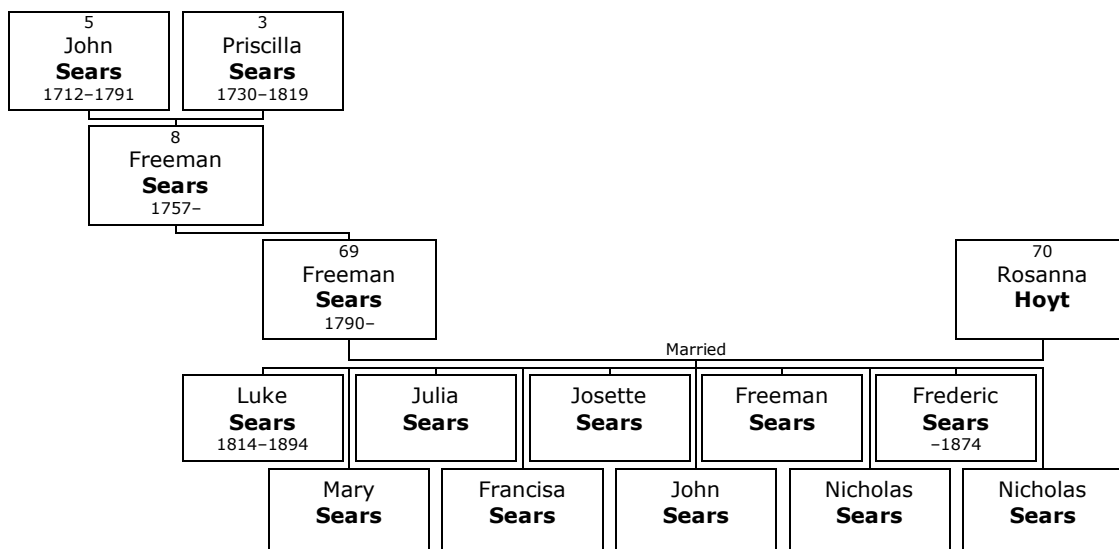 5
John
Sears
1712–1791
3
Priscilla
Sears
1730–1819
8
Freeman
Sears
1757–
69
Freeman
Sears
1790–
70
Rosanna
Hoyt
Married
Luke
Sears
1814–1894
Julia
Sears
Josette
Sears
Freeman
Sears
Frederic
Sears
–1874
Mary
Sears
Francisa
Sears
John
Sears
Nicholas
Sears
Nicholas
Sears